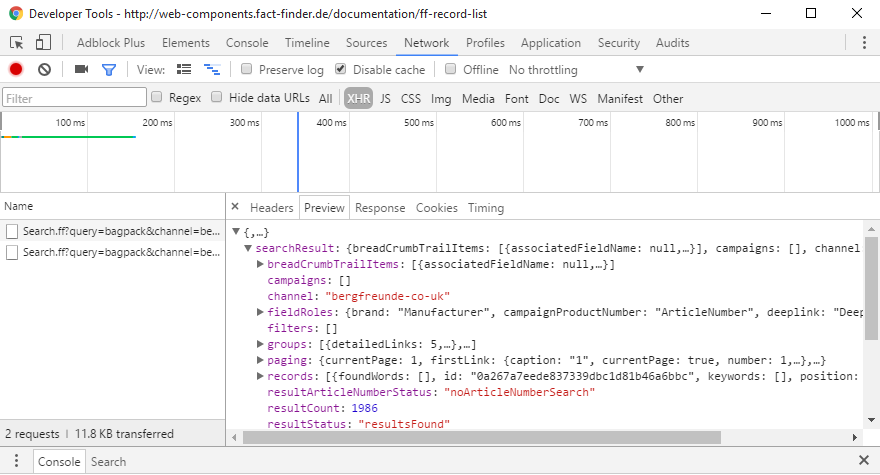 Developer Tools - http://web-components.fact-finder.de/documentation/ff-record-list
Adblock Plus Elements Console Timeline Sources Network Profiles Application Security Audits
View: Preserve log Disable cache Offline No throttling
Filter Regex Hide data URLs All XHR JS CSS Img Media Font Doc WS Manifest Other
100 ms 200 ms 300 ms 400 ms 500 ms 600 ms 700 ms 800 ms 900 ms 1000 ms
Name
Search.ff?query=bagpack&channel=be...
Search.ff?query=bagpack&channel=be...
2 requests | 11.8 KB transferred
× Headers Preview Response Cookies Timing
{,…}
searchResult: {breadCrumbTrailItems: [{associatedFieldName: null,…}], campaigns: [], channel
breadCrumbTrailItems: [{associatedFieldName: null,…}]
campaigns: []
channel: "bergfreunde-co-uk"
fieldRoles: {brand: "Manufacturer", campaignProductNumber: "ArticleNumber", deeplink: "Deep
filters: []
groups: [{detailedLinks: 5,…},…]
paging: {currentPage: 1, firstLink: {caption: "1", currentPage: true, number: 1,…},…}
records: [{foundWords: [], id: "0a267a7eede837339dbc1d81b46a6bbc", keywords: [], position:
resultArticleNumberStatus: "noArticleNumberSearch"
resultCount: 1986
resultStatus: "resultsFound"
Console Search